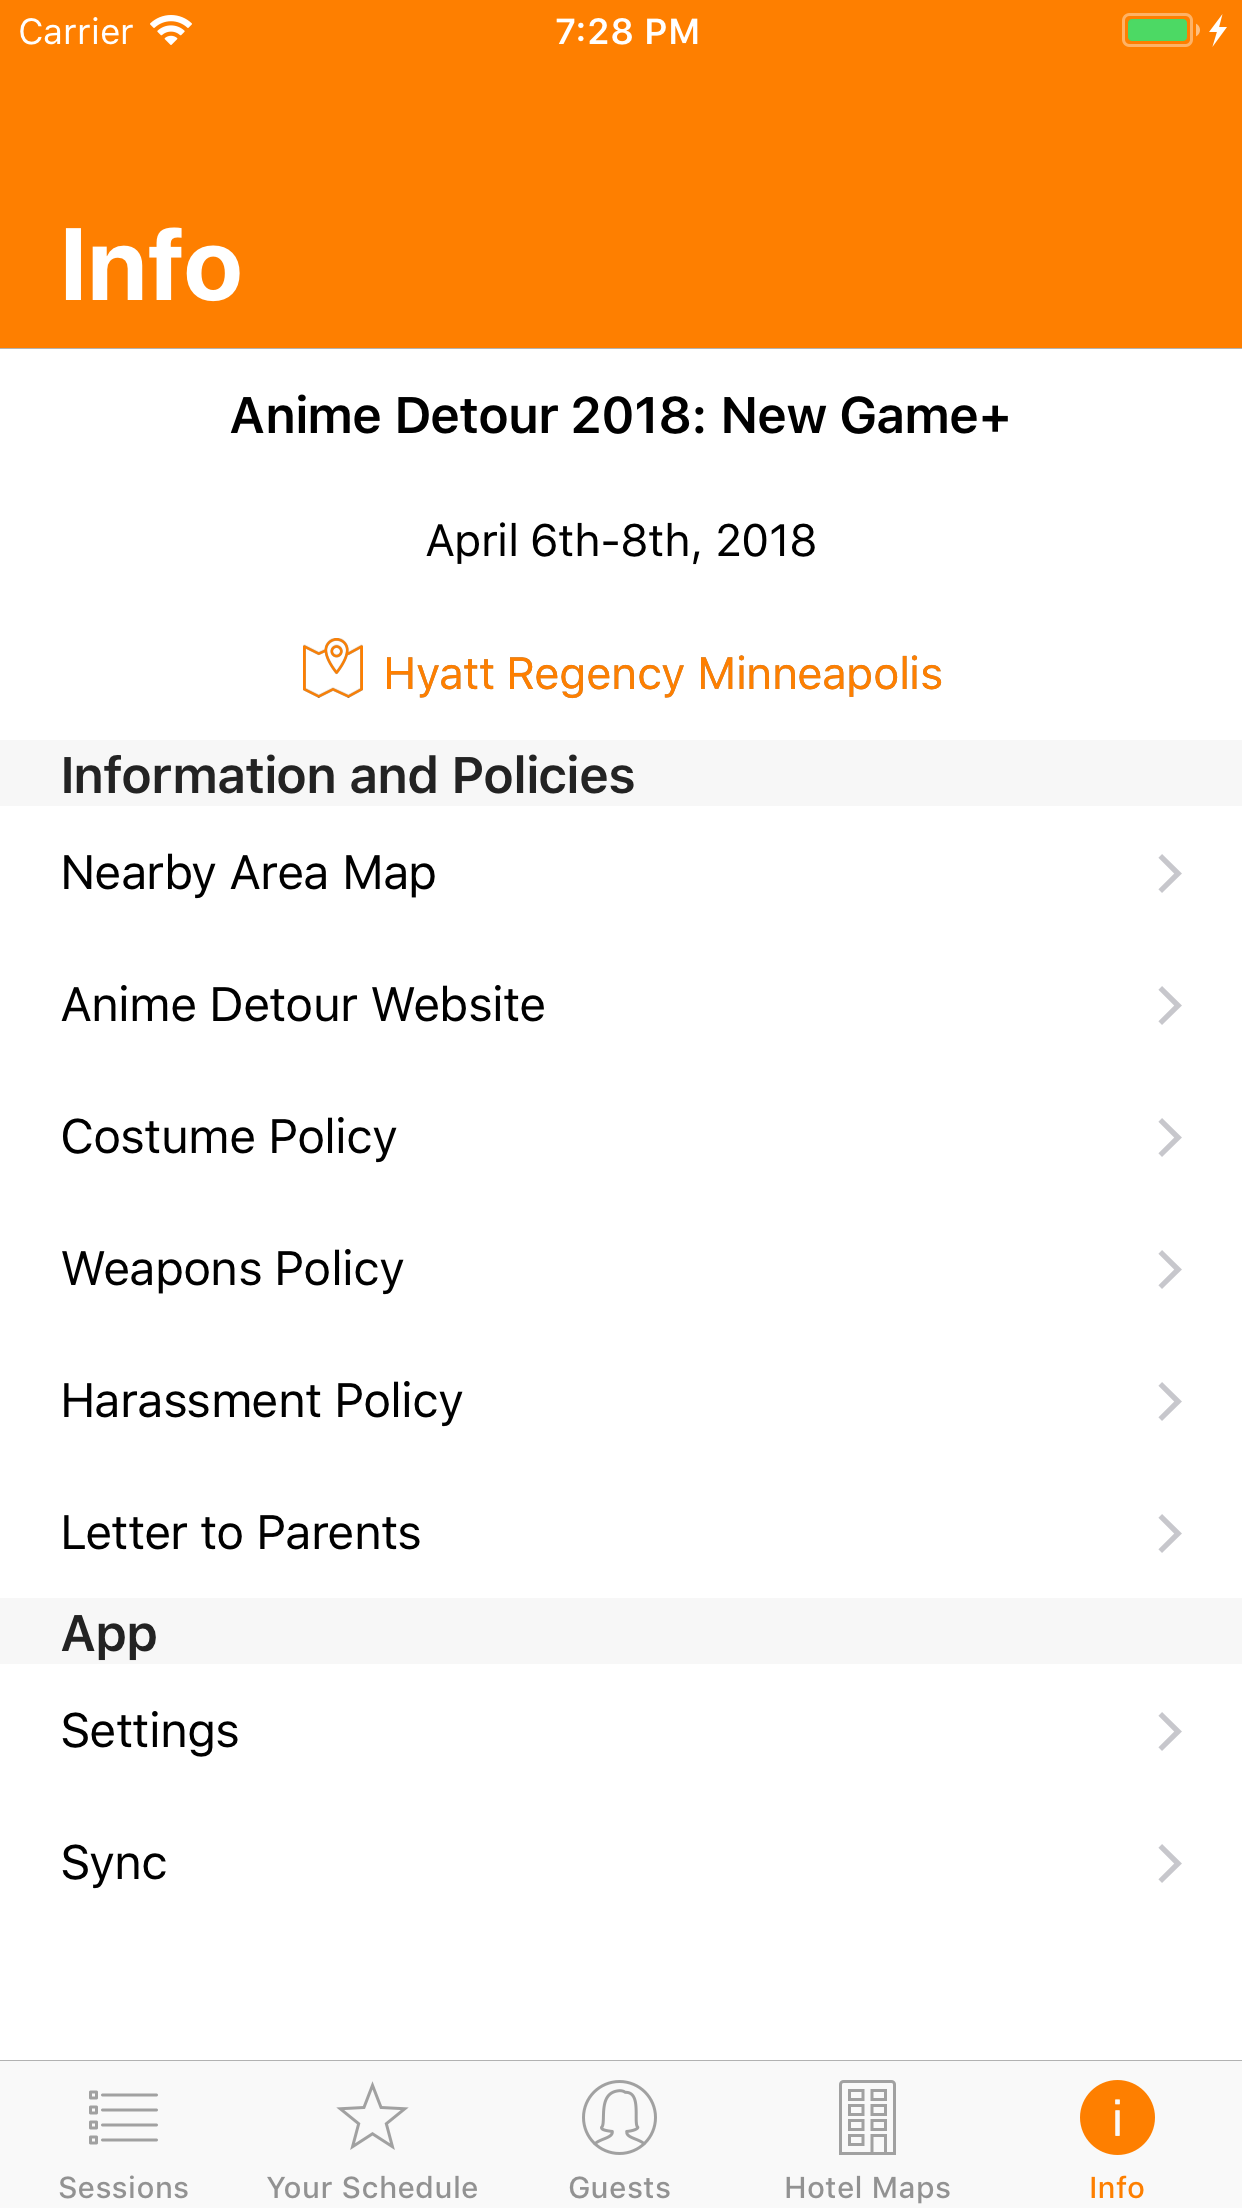 Carrier 7:28 PM
Info
Anime Detour 2018: New Game+
April 6th-8th, 2018
Hyatt Regency Minneapolis
Information and Policies
Nearby Area Map
Anime Detour Website
Costume Policy
Weapons Policy
Harassment Policy
Letter to Parents
App
Settings
Sync
Sessions Your Schedule Guests Hotel Maps Info